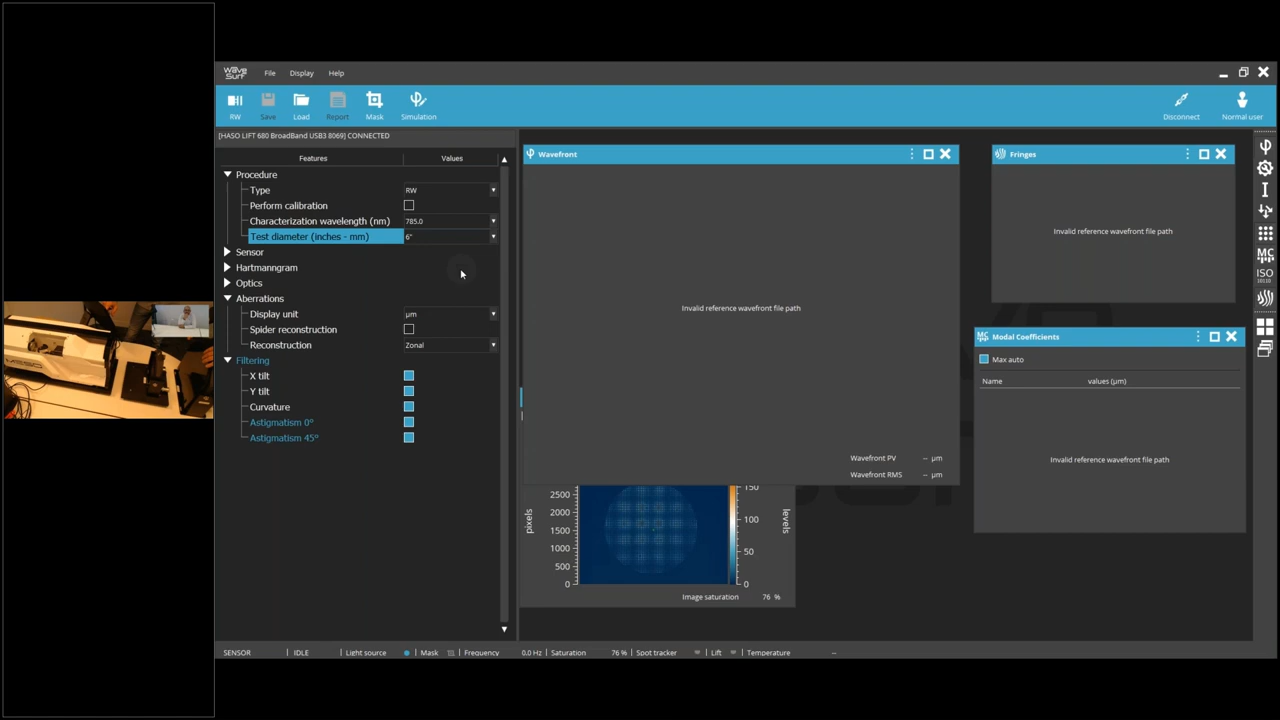 WAVE
SURF
File Display Help
RW Save Load Report Mask Simulation Disconnect Normal user
[HASO LIFT 680 BroadBand USB3 8069] CONNECTED
Features Values
Procedure
Type RW
Perform calibration
Characterization wavelength (nm) 785.0
Test diameter (inches - mm) 6"
Sensor
Hartmanngram
Optics
Aberrations
Display unit µm
Spider reconstruction
Reconstruction Zonal
Filtering
X tilt
Y tilt
Curvature
Astigmatism 0°
Astigmatism 45°
Wavefront
Invalid reference wavefront file path
Wavefront PV -- µm
Wavefront RMS -- µm
pixels
2500
2000
1500
1000
500
0
150
100
50
0
levels
Image saturation 76 %
Fringes
Invalid reference wavefront file path
Modal Coefficients
Max auto
Name values (µm)
Invalid reference wavefront file path
MC
ISO
10110
SENSOR IDLE Light source Mask Frequency 0.0 Hz Saturation 76 % Spot tracker Lift Temperature --